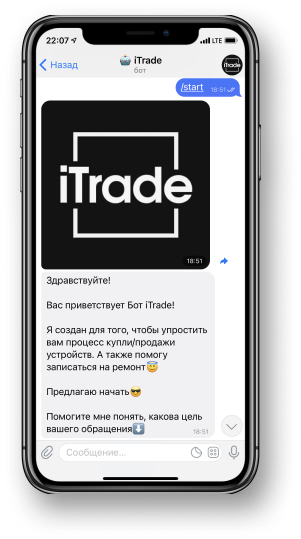 22:07
LTE
Назад
🤖 iTrade
бот
iTrade
/start
18:51
iTrade
18:51
Здравствуйте!
Вас приветствует Бот iTrade!
Я создан для того, чтобы упростить
вам процесс купли/продажи
устройств. А также помогу
записаться на ремонт😇
Предлагаю начать😎
Помогите мне понять, какова цель
вашего обращения⬇️
18:51
Сообщение...